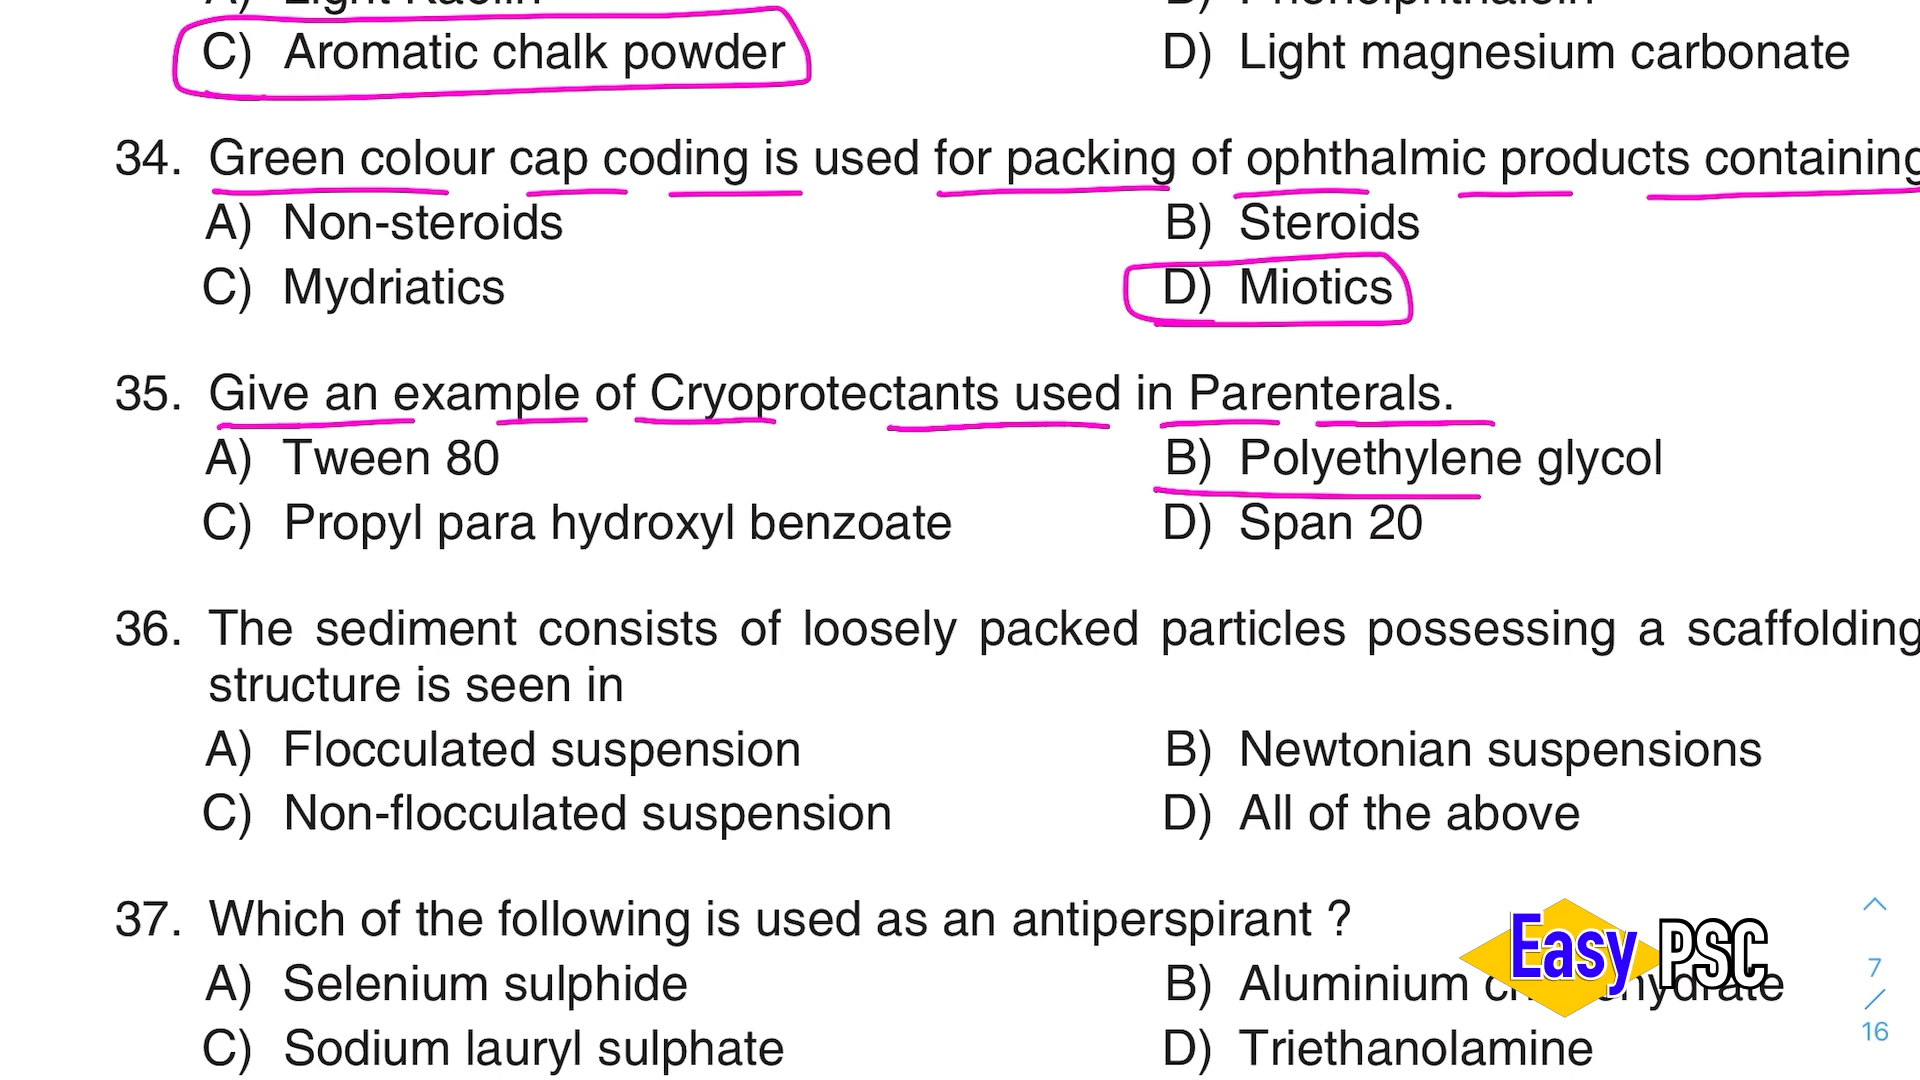 C) Aromatic chalk powder
D) Light magnesium carbonate
34. Green colour cap coding is used for packing of ophthalmic products containing
A) Non-steroids
B) Steroids
C) Mydriatics
D) Miotics
35. Give an example of Cryoprotectants used in Parenterals.
A) Tween 80
B) Polyethylene glycol
C) Propyl para hydroxyl benzoate
D) Span 20
36. The sediment consists of loosely packed particles possessing a scaffolding
structure is seen in
A) Flocculated suspension
B) Newtonian suspensions
C) Non-flocculated suspension
D) All of the above
37. Which of the following is used as an antiperspirant ?
A) Selenium sulphide
B) Aluminium
C) Sodium lauryl sulphate
D) Triethanolamine
Easy PSC
7
/
16